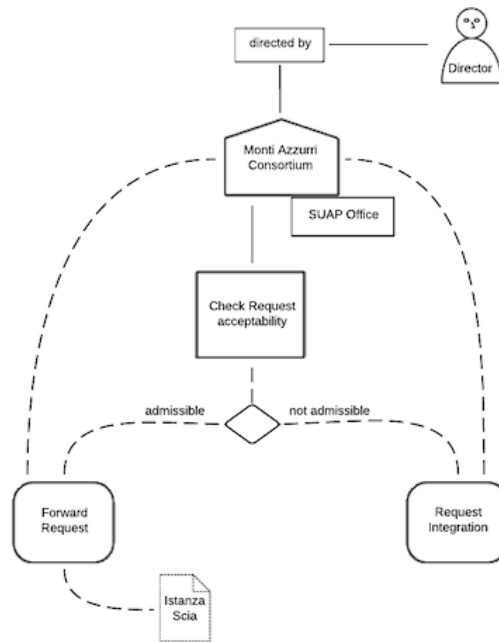 directed by
Director
Monti Azzurri
Consortium
SUAP Office
Check Request
acceptability
admissible
not admissible
Forward
Request
Request
Integration
Istanza
Scia